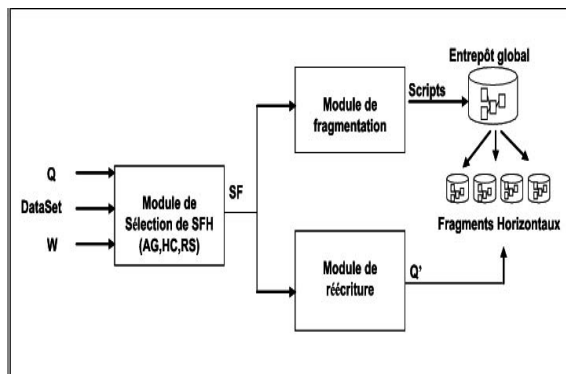 Q
DataSet
W
Module de
Sélection de SFH
(AG,HC,RS)
SF
Module de
fragmentation
Scripts
Entrepôt global
Fragments Horizontaux
Module de
réécriture
Q'